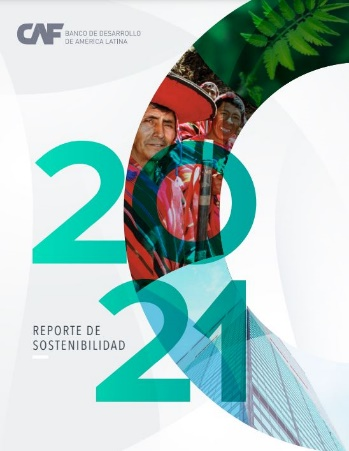 CAF BANCO DE DESARROLLO
DE AMÉRICA LATINA
20
21
REPORTE DE
SOSTENIBILIDAD